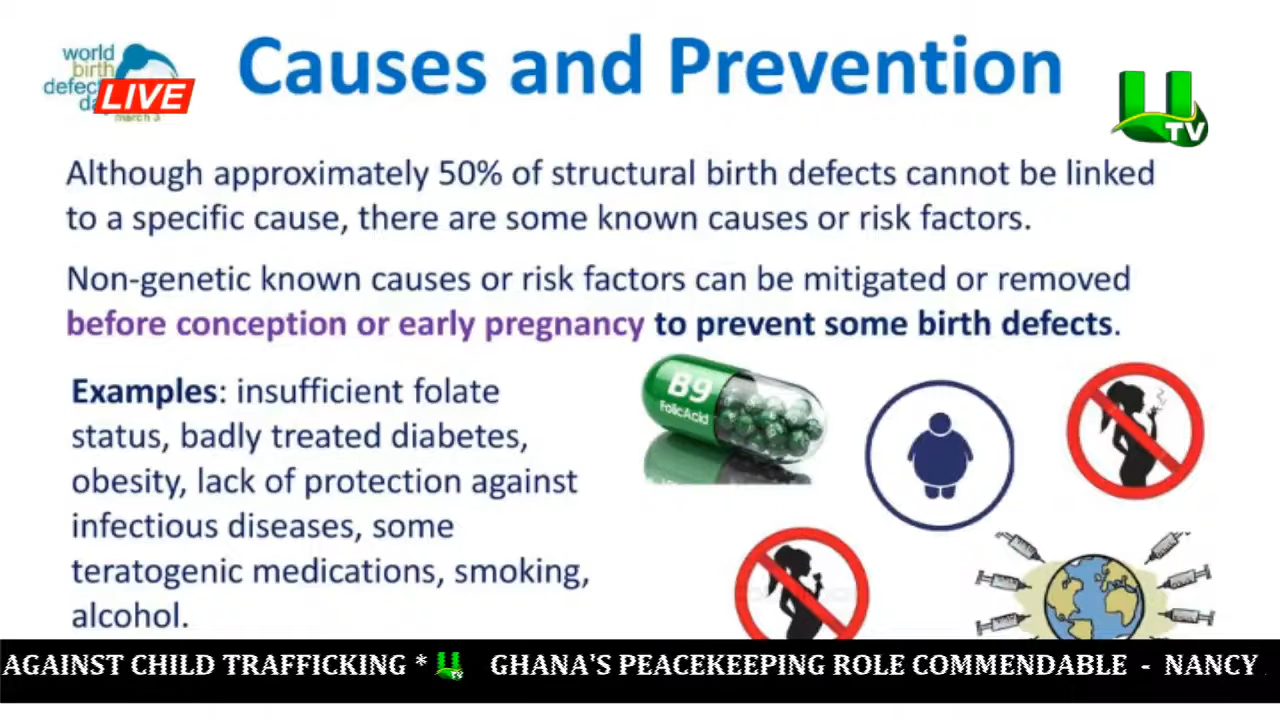 world
birth
defec
da
march 3
LIVE
Causes and Prevention
U
TV
Although approximately 50% of structural birth defects cannot be linked
to a specific cause, there are some known causes or risk factors.
Non-genetic known causes or risk factors can be mitigated or removed
before conception or early pregnancy to prevent some birth defects.
Examples: insufficient folate
status, badly treated diabetes,
obesity, lack of protection against
infectious diseases, some
teratogenic medications, smoking,
alcohol.
B9
Folic Acid
AGAINST CHILD TRAFFICKING * U TV GHANA'S PEACEKEEPING ROLE COMMENDABLE - NANCY